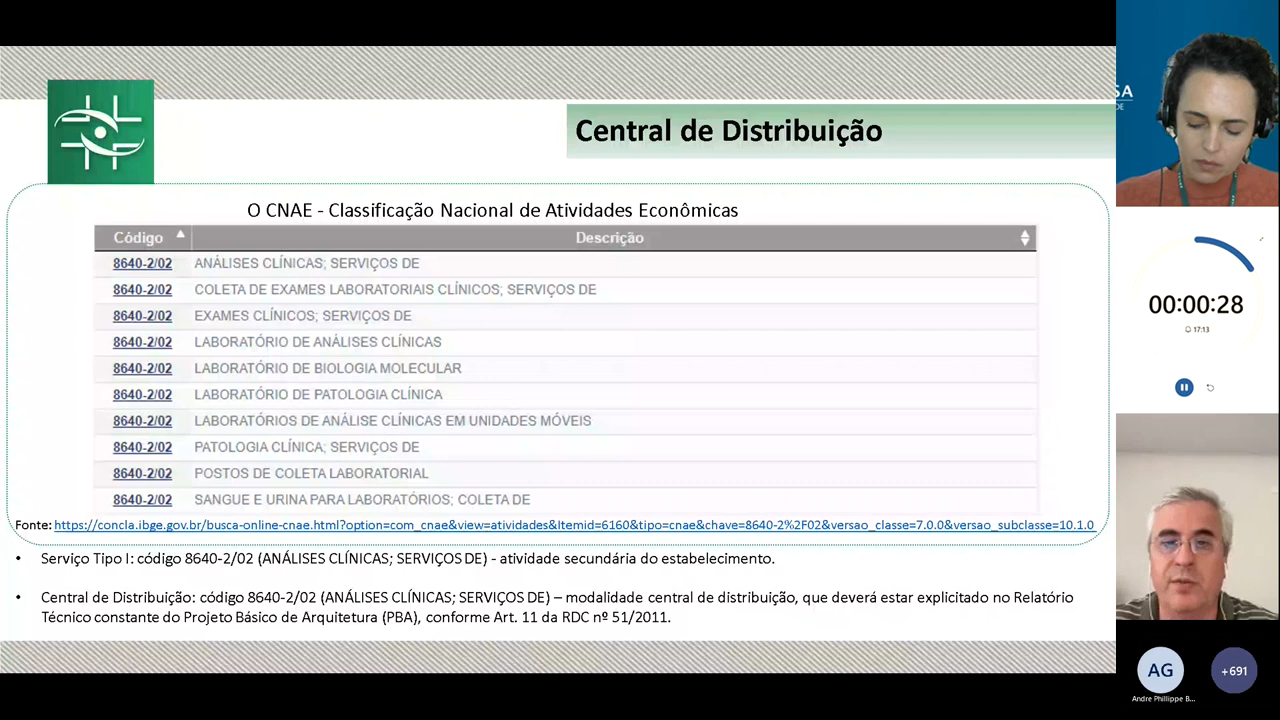 Central de Distribuição
O CNAE - Classificação Nacional de Atividades Econômicas
Código Descrição
8640-2/02 ANÁLISES CLÍNICAS; SERVIÇOS DE
8640-2/02 COLETA DE EXAMES LABORATORIAIS CLÍNICOS; SERVIÇOS DE
8640-2/02 EXAMES CLÍNICOS; SERVIÇOS DE
8640-2/02 LABORATÓRIO DE ANÁLISES CLÍNICAS
8640-2/02 LABORATÓRIO DE BIOLOGIA MOLECULAR
8640-2/02 LABORATÓRIO DE PATOLOGIA CLÍNICA
8640-2/02 LABORATÓRIOS DE ANÁLISE CLÍNICAS EM UNIDADES MÓVEIS
8640-2/02 PATOLOGIA CLÍNICA; SERVIÇOS DE
8640-2/02 POSTOS DE COLETA LABORATORIAL
8640-2/02 SANGUE E URINA PARA LABORATÓRIOS; COLETA DE
Fonte: https://concla.ibge.gov.br/busca-online-cnae.html?option=com_cnae&view=atividades&Itemid=6160&tipo=cnae&chave=8640-2%2F02&versao_classe=7.0.0&versao_subclasse=10.1.0
• Serviço Tipo I: código 8640-2/02 (ANÁLISES CLÍNICAS; SERVIÇOS DE) - atividade secundária do estabelecimento.
• Central de Distribuição: código 8640-2/02 (ANÁLISES CLÍNICAS; SERVIÇOS DE) – modalidade central de distribuição, que deverá estar explicitado no Relatório
Técnico constante do Projeto Básico de Arquitetura (PBA), conforme Art. 11 da RDC nº 51/2011.
SA
DE
00:00:28
17:13
AG
+691
Andre Phillippe B...